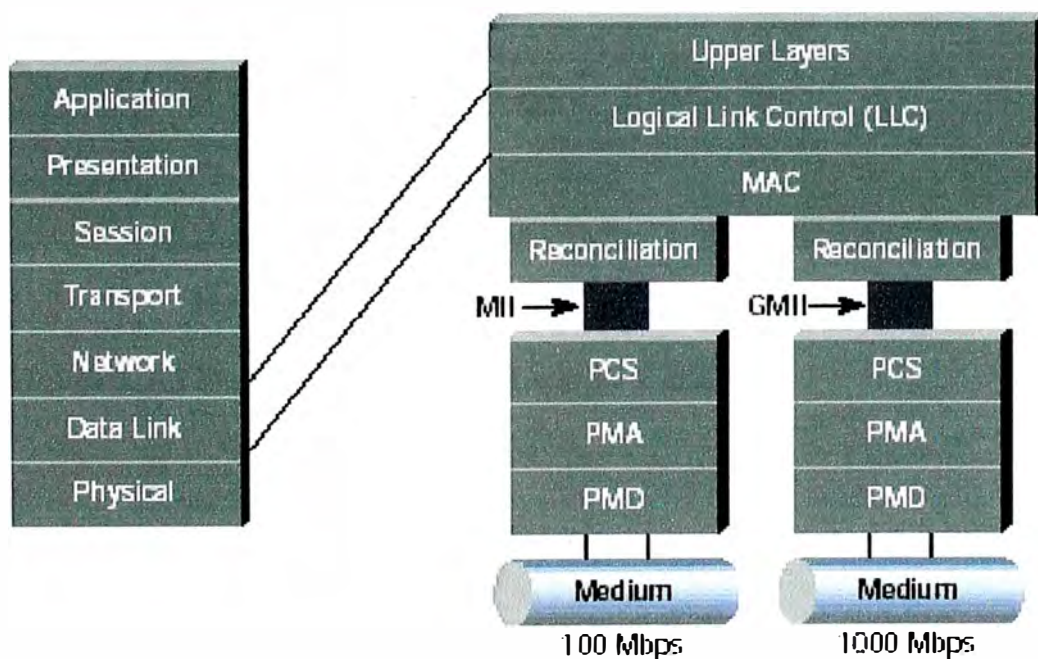 Application
Presentation
Session
Transport
Network
Data Link
Physical
Upper Layers
Logical Link Control (LLC)
MAC
Reconciliation
MII
PCS
PMA
PMD
Medium
100 Mbps
Reconciliation
GMII
PCS
PMA
PMD
Medium
1000 Mbps